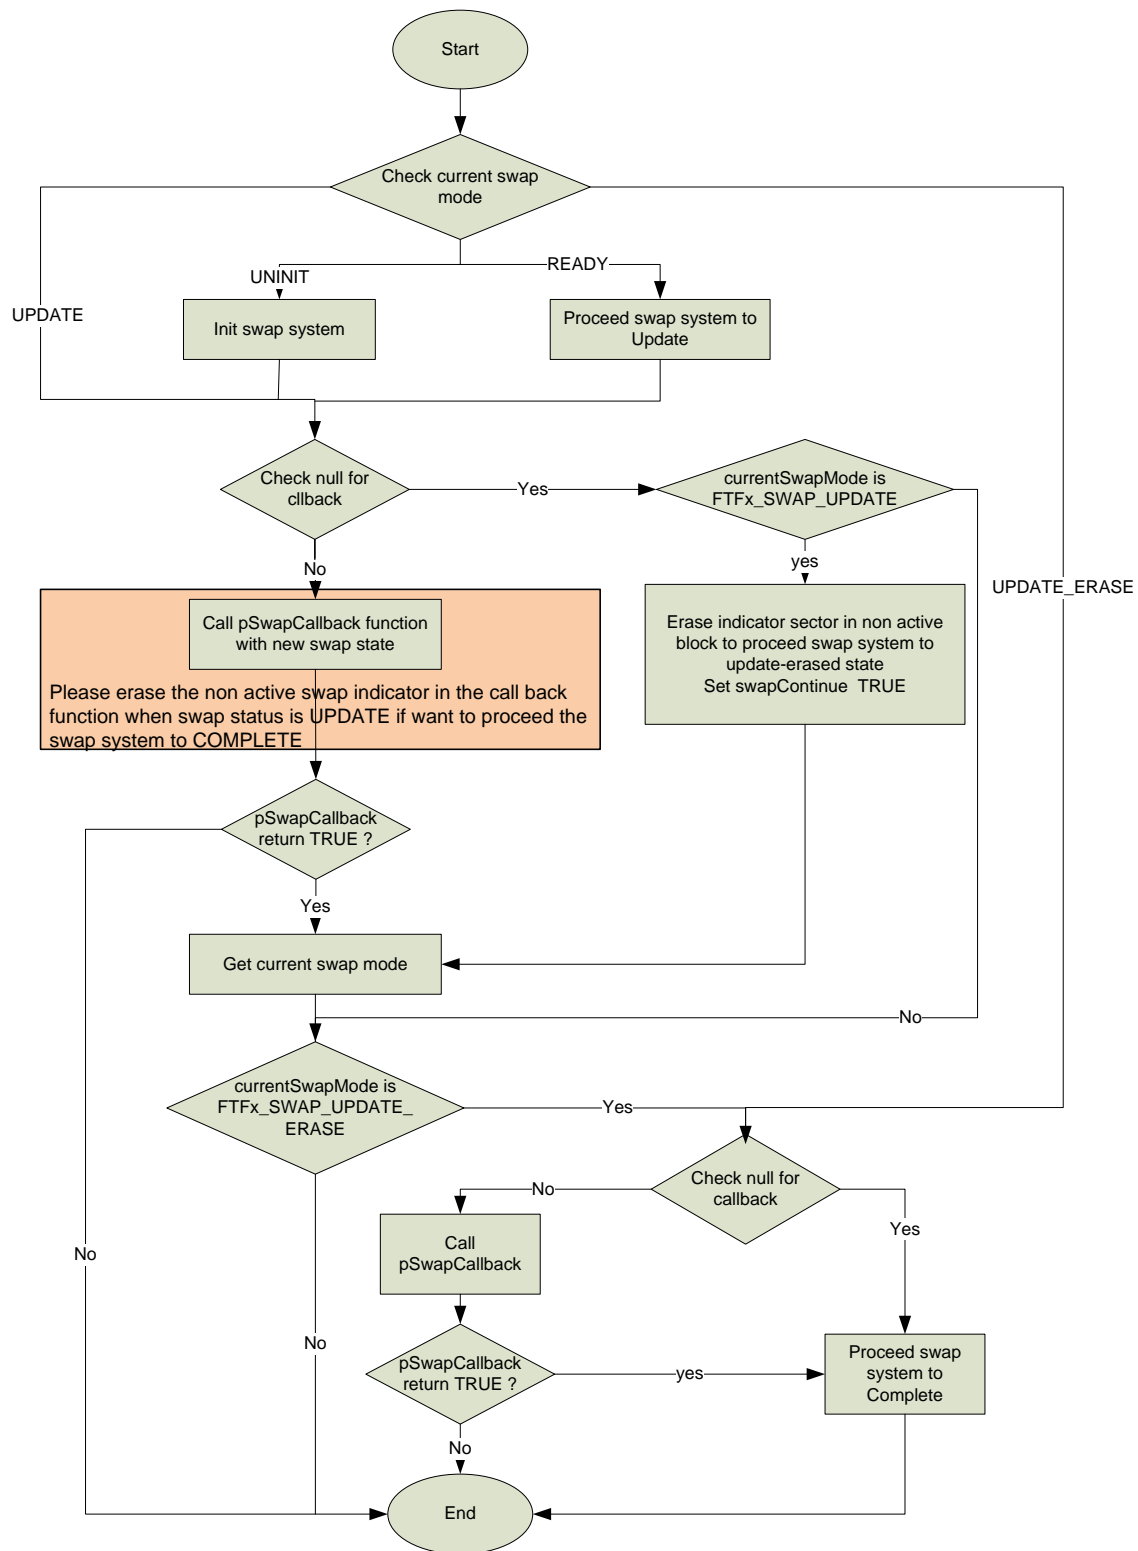 Start
Check current swap
mode
UNINIT
READY
UPDATE
Init swap system
Proceed swap system to
Update
Check null for
cllback
Yes
currentSwapMode is
FTFx_SWAP_UPDATE
No
yes
UPDATE_ERASE
Call pSwapCallback function
with new swap state
Please erase the non active swap indicator in the call back
function when swap status is UPDATE if want to proceed the
swap system to COMPLETE
Erase indicator sector in non active
block to proceed swap system to
update-erased state
Set swapContinue  TRUE
pSwapCallback
return TRUE ?
Yes
Get current swap mode
No
currentSwapMode is
FTFx_SWAP_UPDATE_
ERASE
Yes
Check null for
callback
No
Yes
Call
pSwapCallback
No
No
pSwapCallback
return TRUE ?
yes
Proceed swap
system to
Complete
No
End